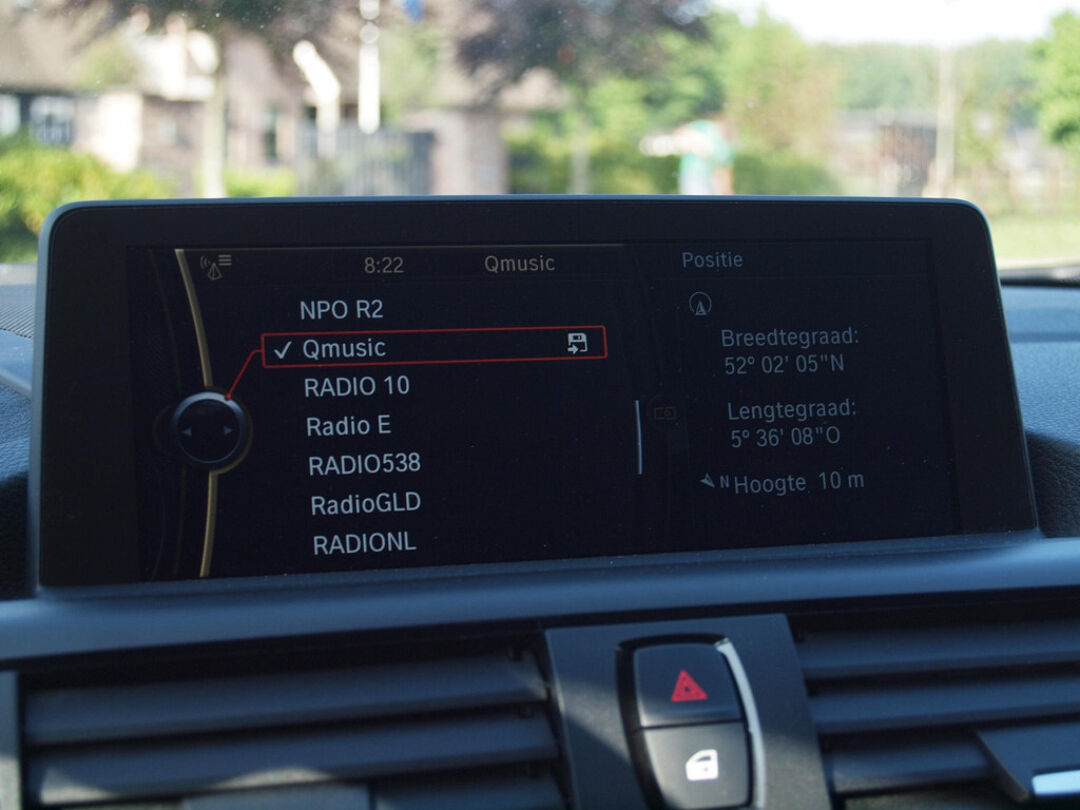 8:22 Qmusic
NPO R2
Qmusic
RADIO 10
Radio E
RADIO538
RadioGLD
RADIONL
Positie
Breedtegraad:
52° 02' 05"N
Lengtegraad:
5° 36' 08"O
N Hoogte 10 m